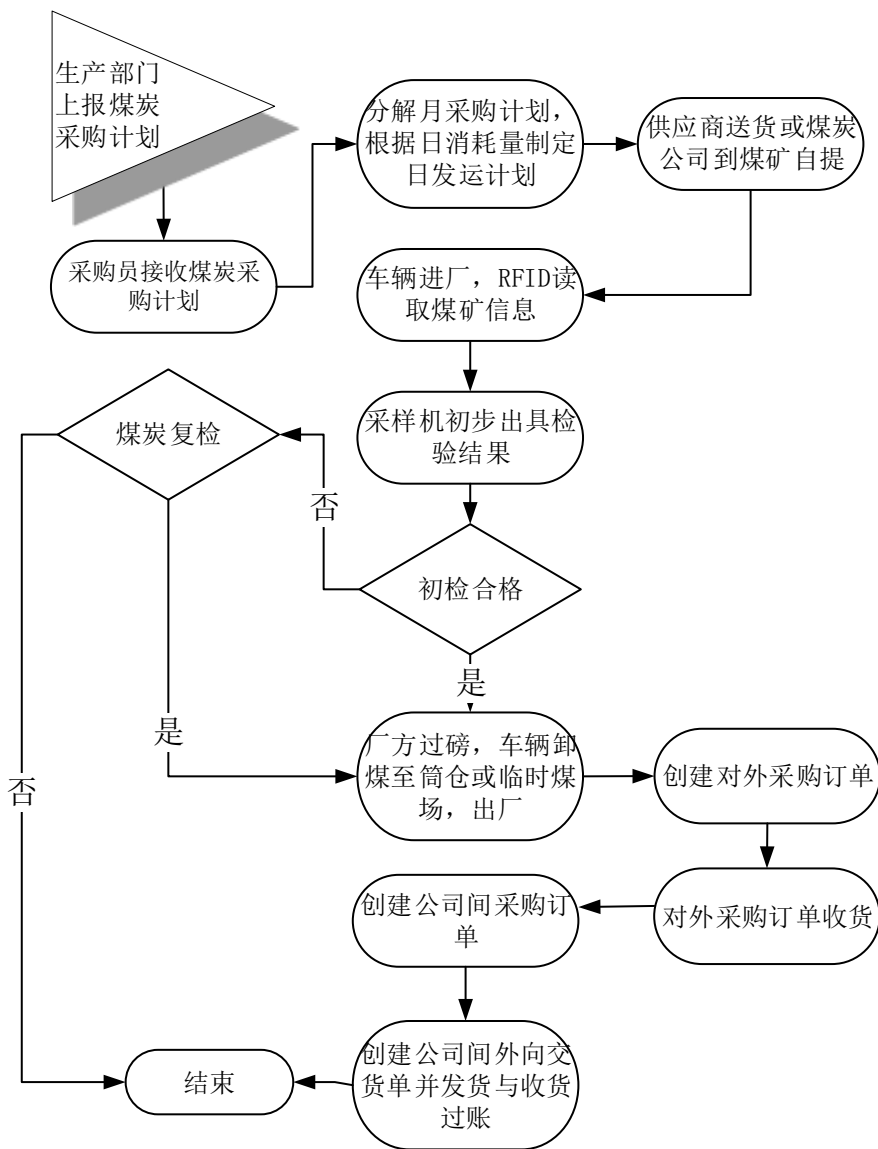 生产部门
上报煤炭
采购计划
采购员接收煤炭采
购计划
分解月采购计划，
根据日消耗量制定
日发运计划
供应商送货或煤炭
公司到煤矿自提
车辆进厂，RFID读
取煤矿信息
采样机初步出具检
验结果
初检合格
否
煤炭复检
是
是
否
厂方过磅，车辆卸
煤至筒仓或临时煤
场，出厂
创建对外采购订单
对外采购订单收货
创建公司间采购订
单
创建公司间外向交
货单并发货与收货
过账
结束